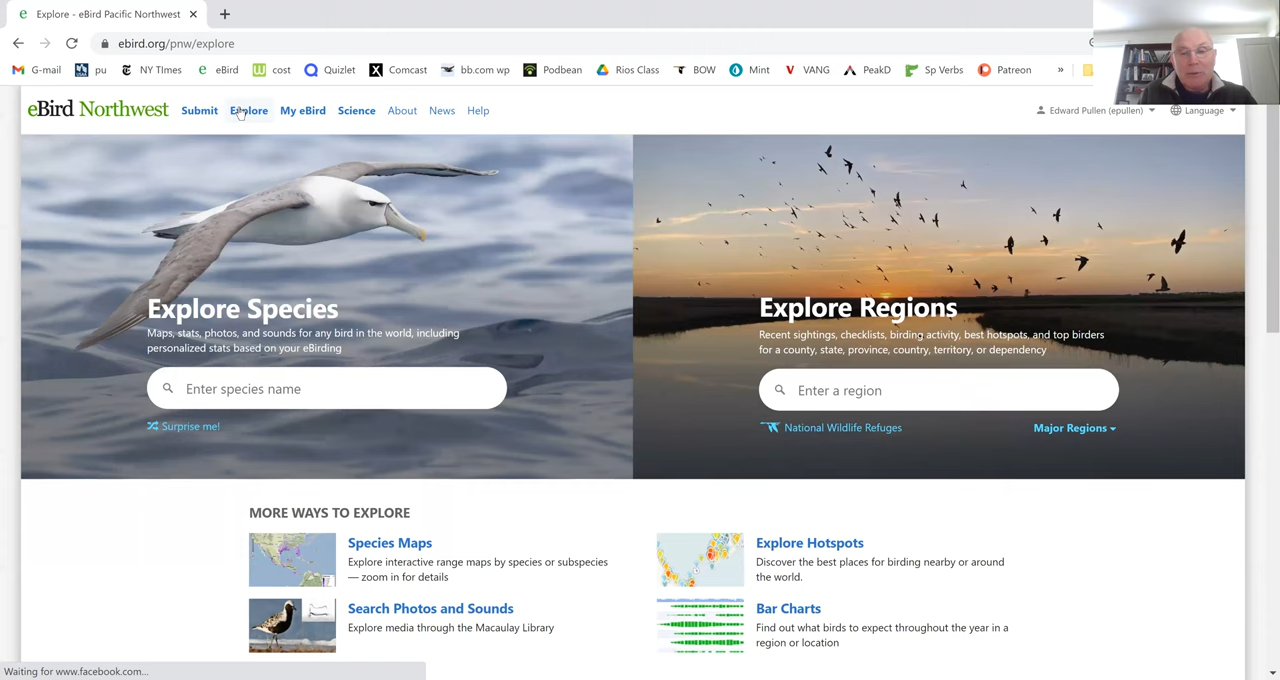 Explore - eBird Pacific Northwest
ebird.org/pnw/explore
G-mail pu NY TImes eBird cost Quizlet Comcast bb.com wp Podbean Rios Class BOW Mint VANG PeakD Sp Verbs Patreon »
eBird Northwest Submit Explore My eBird Science About News Help Edward Pullen (epullen) Language
Explore Species
Maps, stats, photos, and sounds for any bird in the world, including
personalized stats based on your eBirding
Enter species name
Surprise me!
Explore Regions
Recent sightings, checklists, birding activity, best hotspots, and top birders
for a county, state, province, country, territory, or dependency
Enter a region
National Wildlife Refuges Major Regions
MORE WAYS TO EXPLORE
Species Maps
Explore interactive range maps by species or subspecies
— zoom in for details
Explore Hotspots
Discover the best places for birding nearby or around
the world.
Search Photos and Sounds
Explore media through the Macaulay Library
Bar Charts
Find out what birds to expect throughout the year in a
region or location
Waiting for www.facebook.com...